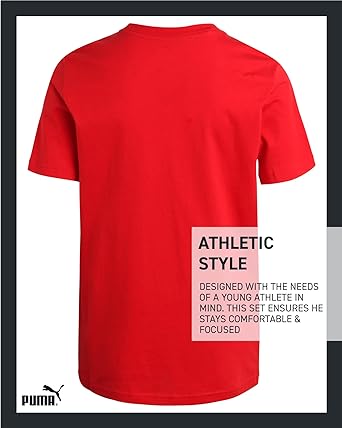 ATHLETIC
STYLE
DESIGNED WITH THE NEEDS
OF A YOUNG ATHLETE IN
MIND. THIS SET ENSURES HE
STAYS COMFORTABLE &
FOCUSED
PUMA